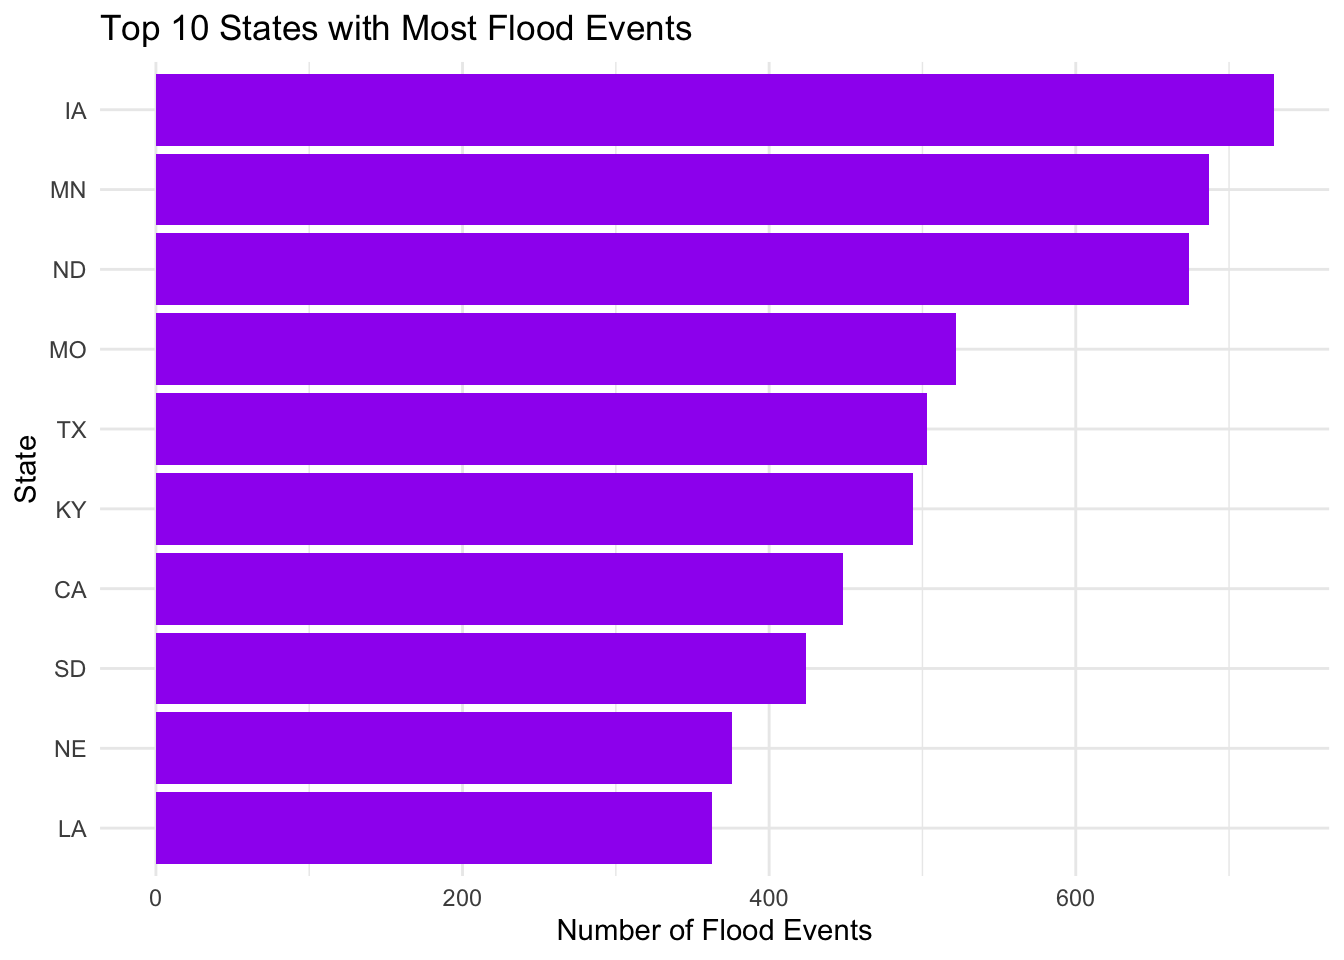 Top 10 States with Most Flood Events
IA
MN
ND
MO
TX
KY
CA
SD
NE
LA
State
0 200 400 600
Number of Flood Events